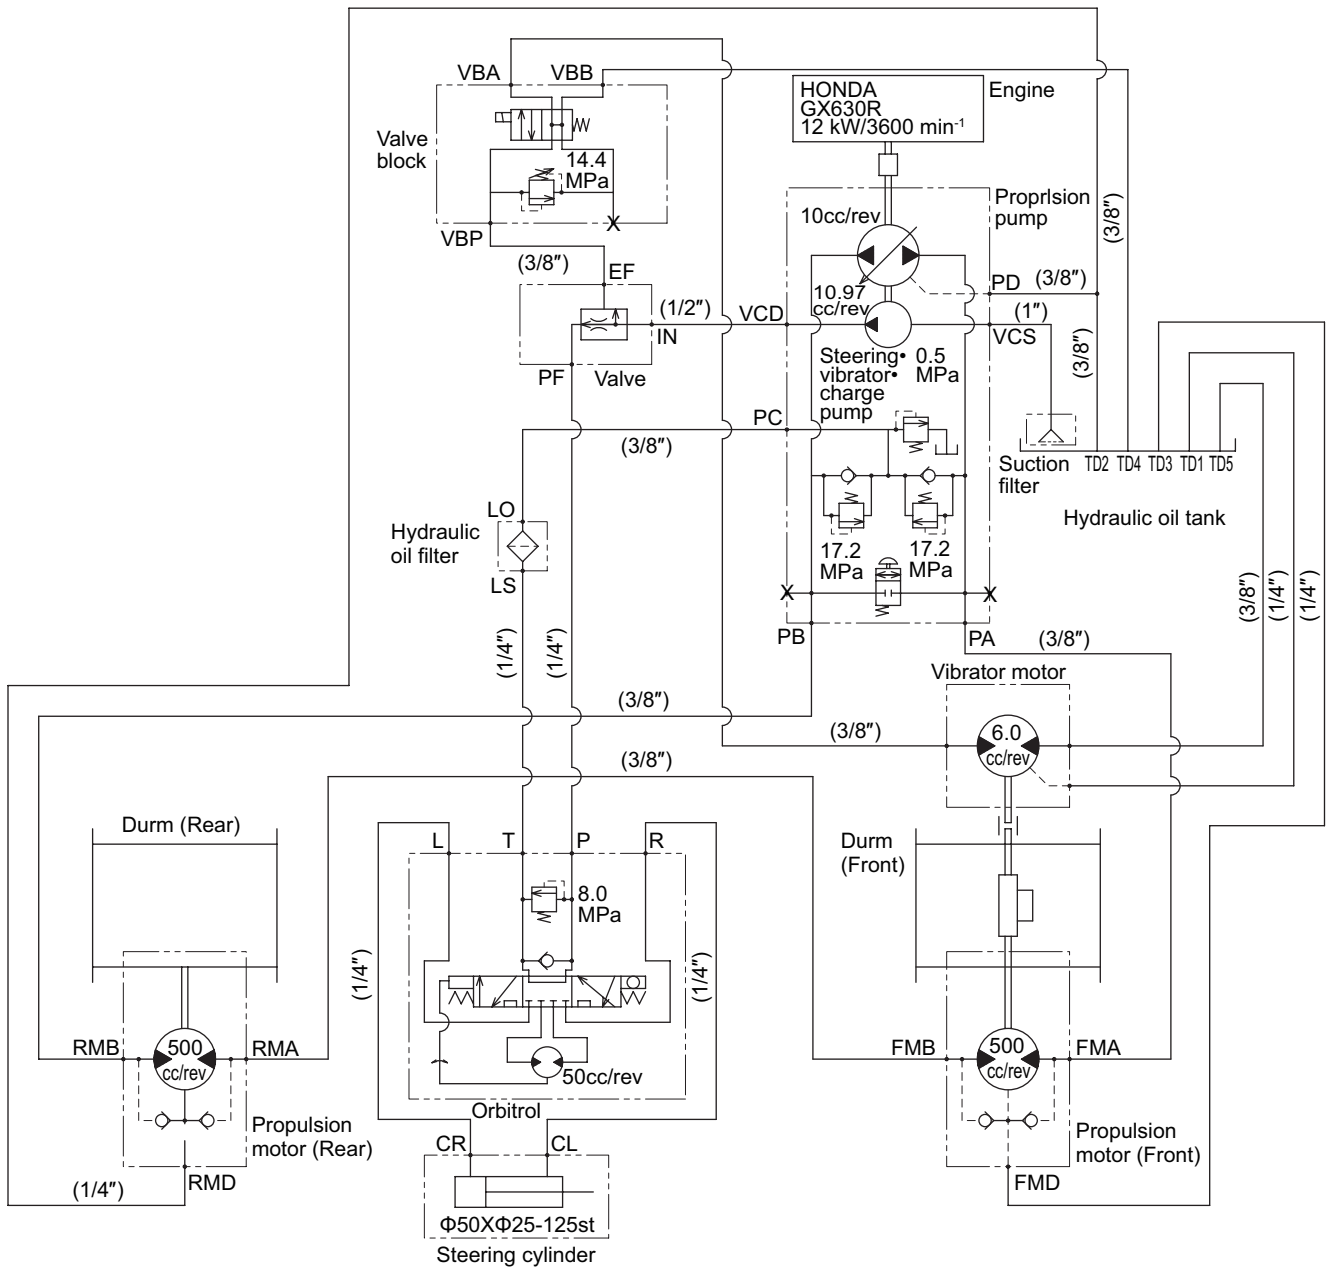 VBA
VBB
Valve
block
14.4
MPa
VBP
(3/8″)
EF
HONDA
GX630R
12 kW/3600 min-1
Engine
Proprlsion
pump
10cc/rev
(3/8″)
PD
(3/8″)
10.97
cc/rev
(1/2″)
VCD
IN
(1″)
VCS
(3/8″)
PF
Valve
Steering•
vibrator•
charge
pump
0.5
MPa
PC
(3/8″)
Suction
filter
TD2
TD4
TD3
TD1
TD5
Hydraulic oil tank
LO
Hydraulic
oil filter
LS
17.2
MPa
17.2
MPa
X
X
X
(3/8″)
(1/4″)
(1/4″)
PB
PA
(3/8″)
(1/4″)
(1/4″)
Vibrator motor
(3/8″)
(3/8″)
6.0
cc/rev
(3/8″)
Durm (Rear)
L
T
P
R
Durm
(Front)
8.0
MPa
(1/4″)
(1/4″)
RMB
500
cc/rev
RMA
50cc/rev
FMB
500
cc/rev
FMA
Orbitrol
Propulsion
motor (Rear)
CR
CL
Propulsion
motor (Front)
(1/4″)
RMD
FMD
Φ50XΦ25-125st
Steering cylinder